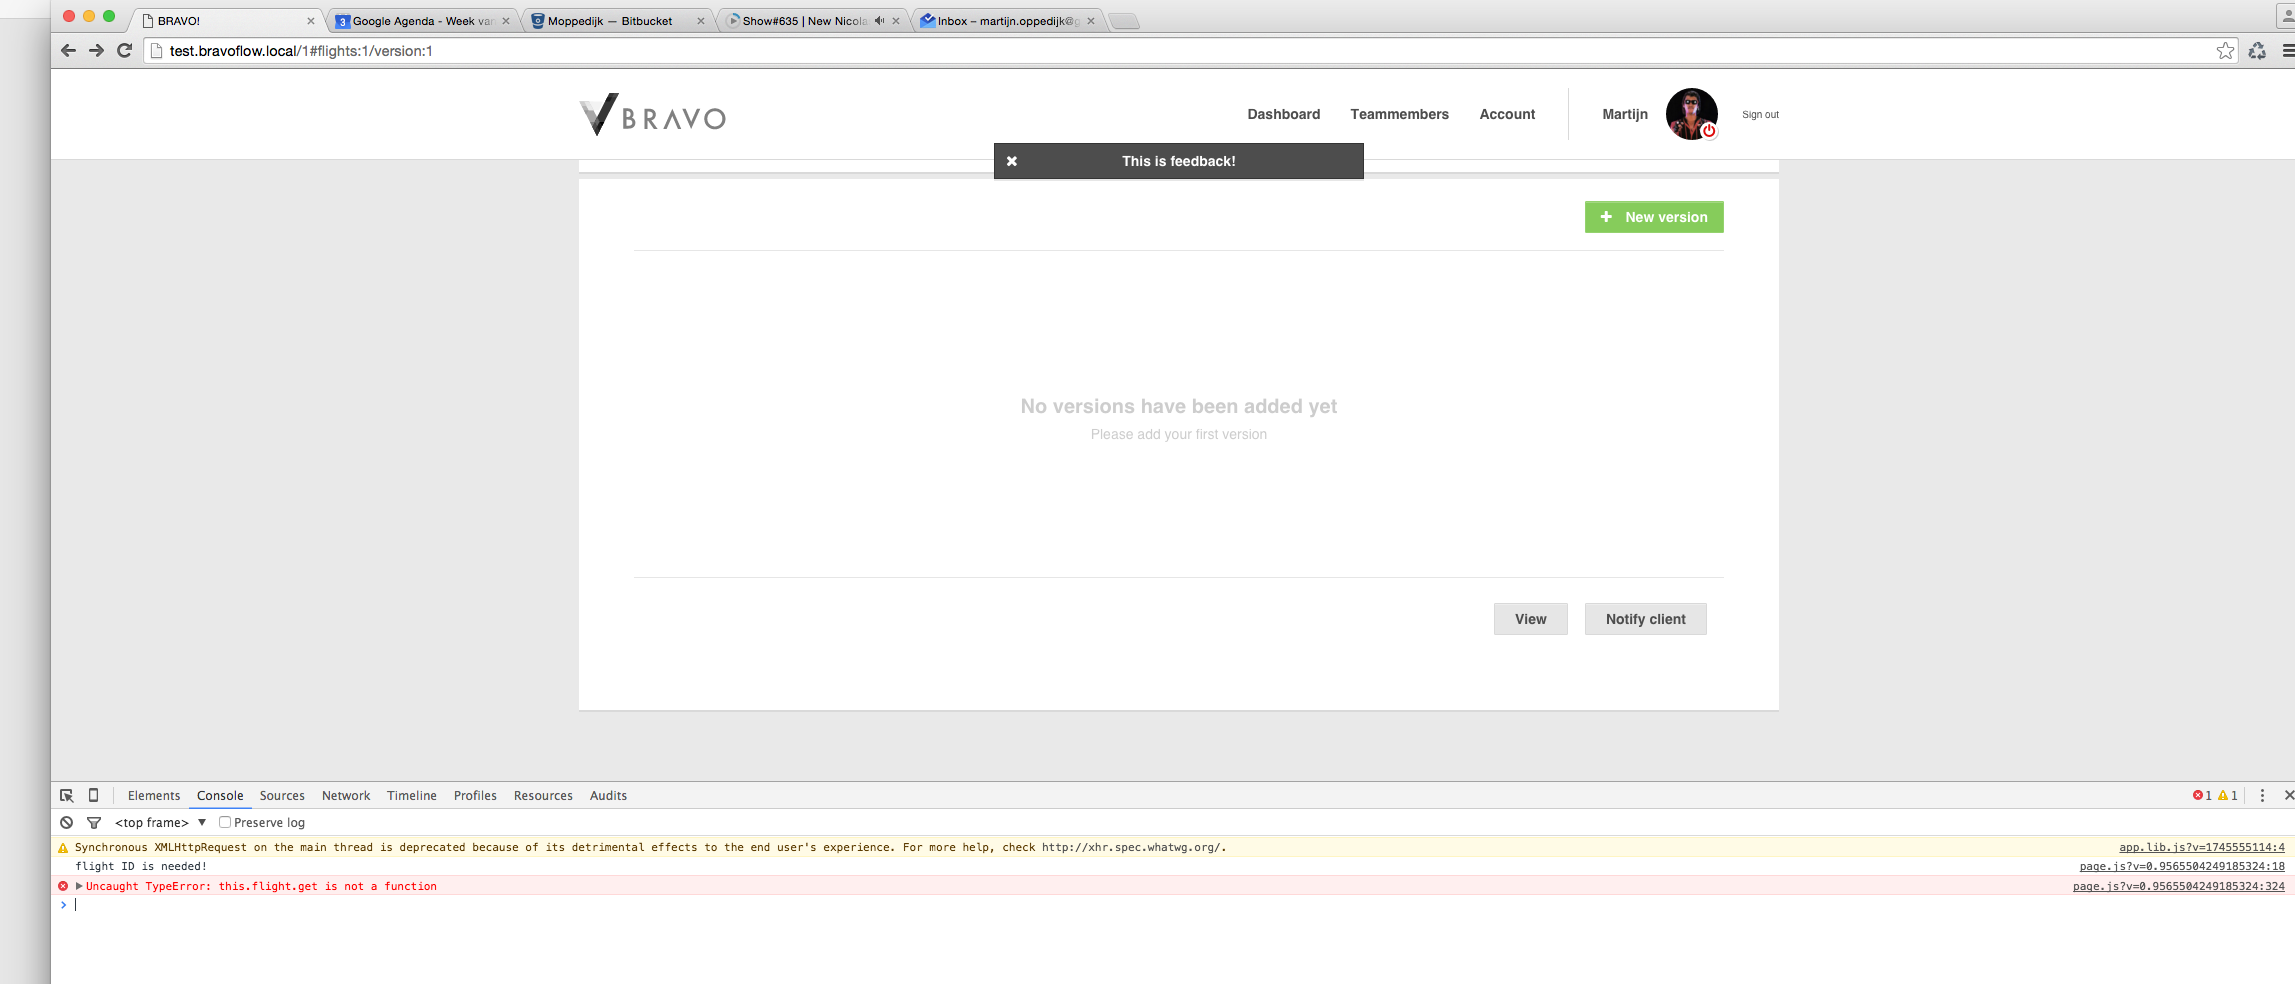 BRAVO!
Google Agenda - Week van
Moppedijk — Bitbucket
Show#635 | New Nicola
Inbox – martijn.oppedijk@g
test.bravoflow.local/1#flights:1/version:1
BRAVO
Dashboard Teammembers Account Martijn Sign out
This is feedback!
New version
No versions have been added yet
Please add your first version
View Notify client
Elements Console Sources Network Timeline Profiles Resources Audits 1 1
<top frame> ▼ Preserve log
Synchronous XMLHttpRequest on the main thread is deprecated because of its detrimental effects to the end user's experience. For more help, check http://xhr.spec.whatwg.org/. app.lib.js?v=1745555114:4
flight ID is needed! page.js?v=0.9565504249185324:18
Uncaught TypeError: this.flight.get is not a function page.js?v=0.9565504249185324:324